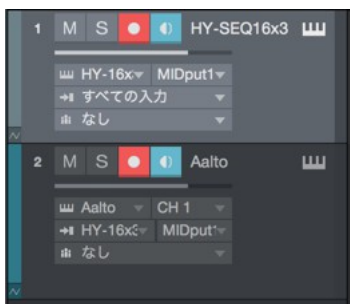 1 M S HY-SEQ16x3
HY-16x MIDput1
すべての入力
なし
2 M S Aalto
Aalto CH 1
HY-16x3 MIDput1
なし